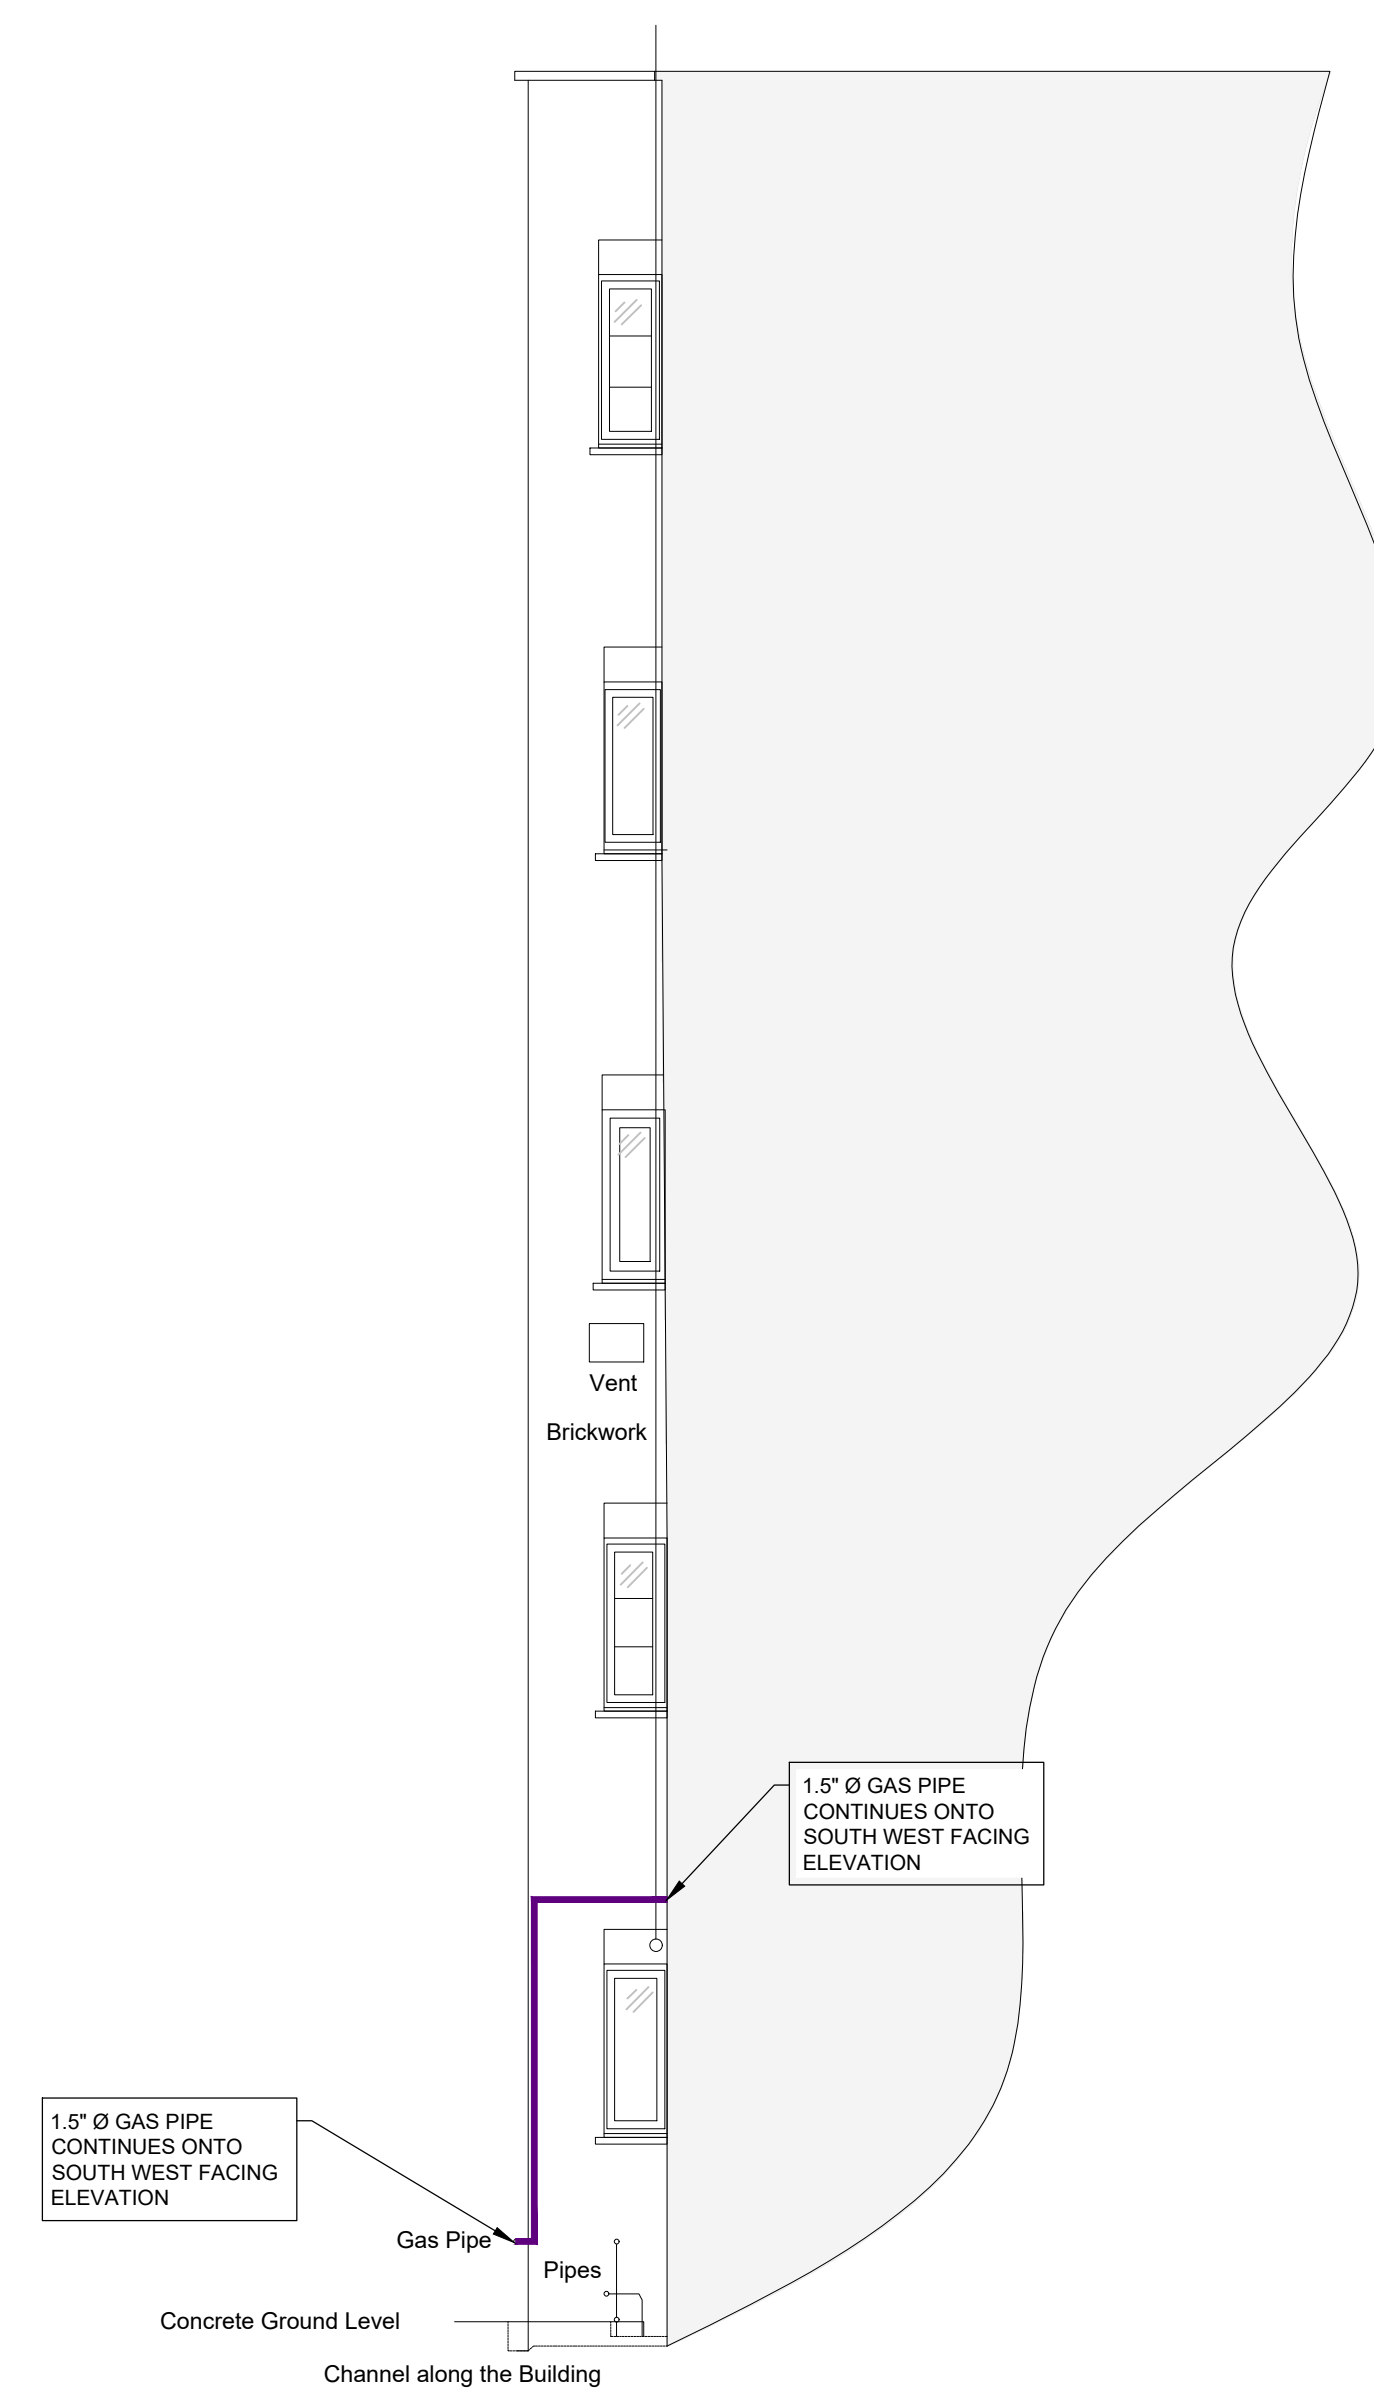 Vent
Brickwork
1.5" Ø GAS PIPE
CONTINUES ONTO
SOUTH WEST FACING
ELEVATION
1.5" Ø GAS PIPE
CONTINUES ONTO
SOUTH WEST FACING
ELEVATION
Gas Pipe
Pipes
Concrete Ground Level
Channel along the Building